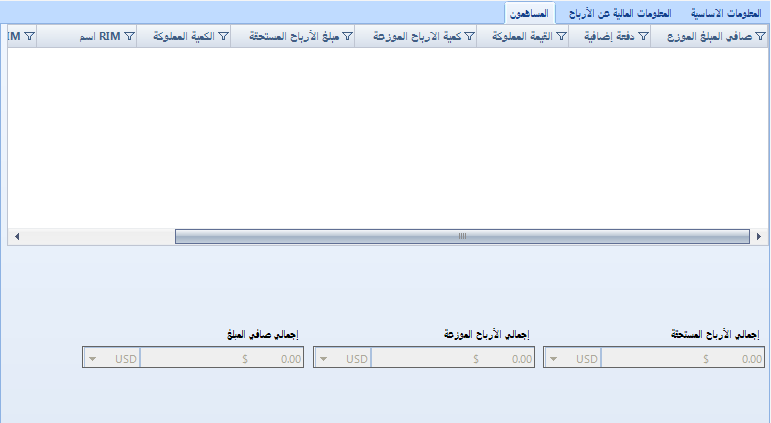 المعلومات الاساسية المعلومات المالية عن الأرباح المساهمون
صافي المبلغ الموزع دفعة إضافية القيمة المملوكة كمية الارباح الموزعة مبلغ الأرباح المستحقة الكمية المملوكة RIM اسم IM
إجمالي الأرباح المستحقة إجمالي الأرباح الموزعة إجمالي صافي المبلغ
0.00 $ USD 0.00 $ USD 0.00 $ USD